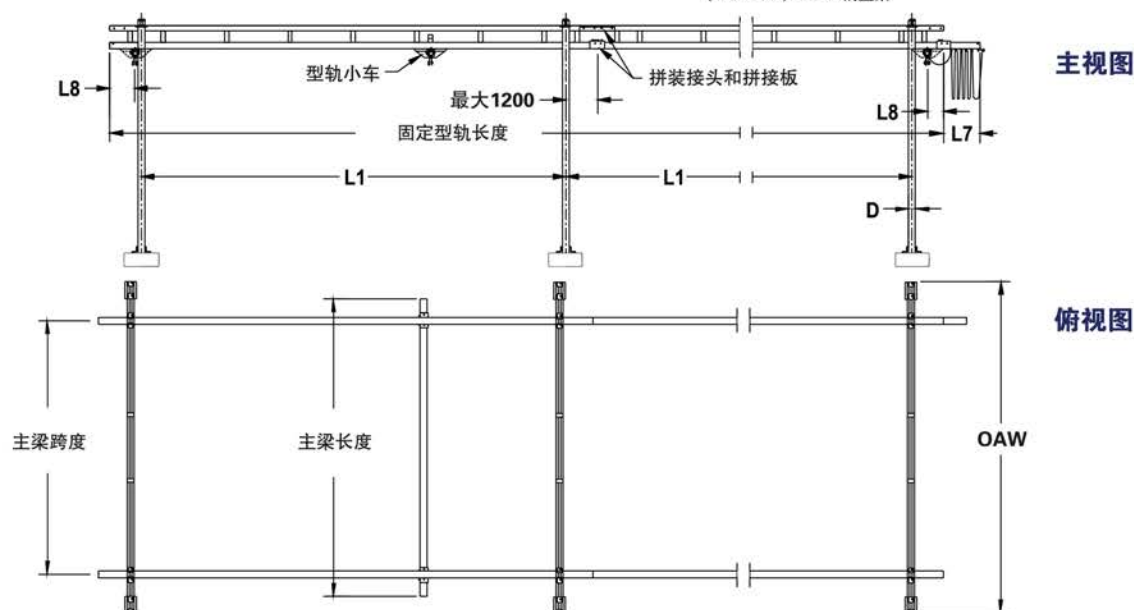 主视图
型轨小车
拼装接头和拼接板
L8
最大1200
L8
固定型轨长度
L7
L1
L1
D
俯视图
主梁跨度
主梁长度
OAW